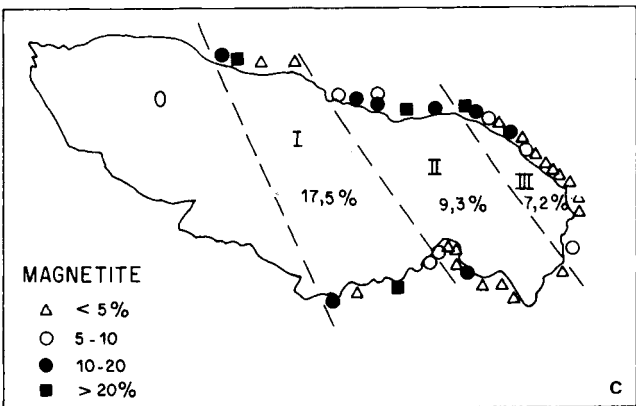 O
I
17,5%
II
9,3%
III
7,2%
MAGNETITE
< 5%
5-10
10-20
> 20%
C